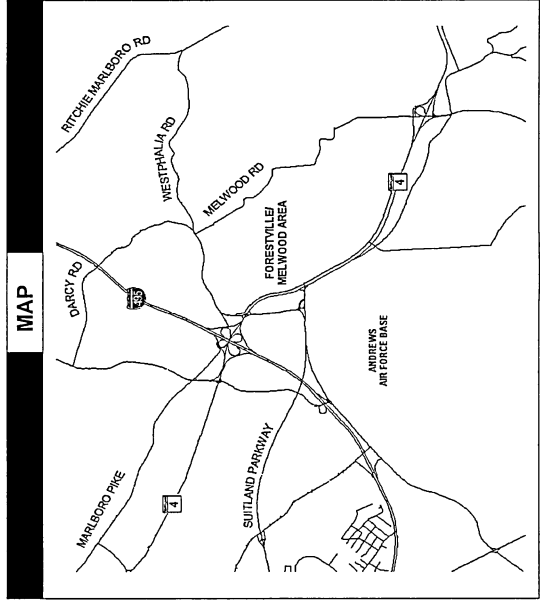 MAP
RITCHIE MARLBORO RD
WESTPHALIA RD
MELWOOD RD
DARCY RD
495
FORESTVILLE/
MELWOOD AREA
4
ANDREWS
AIR FORCE BASE
MARLBORO PIKE
4
SUITLAND PARKWAY